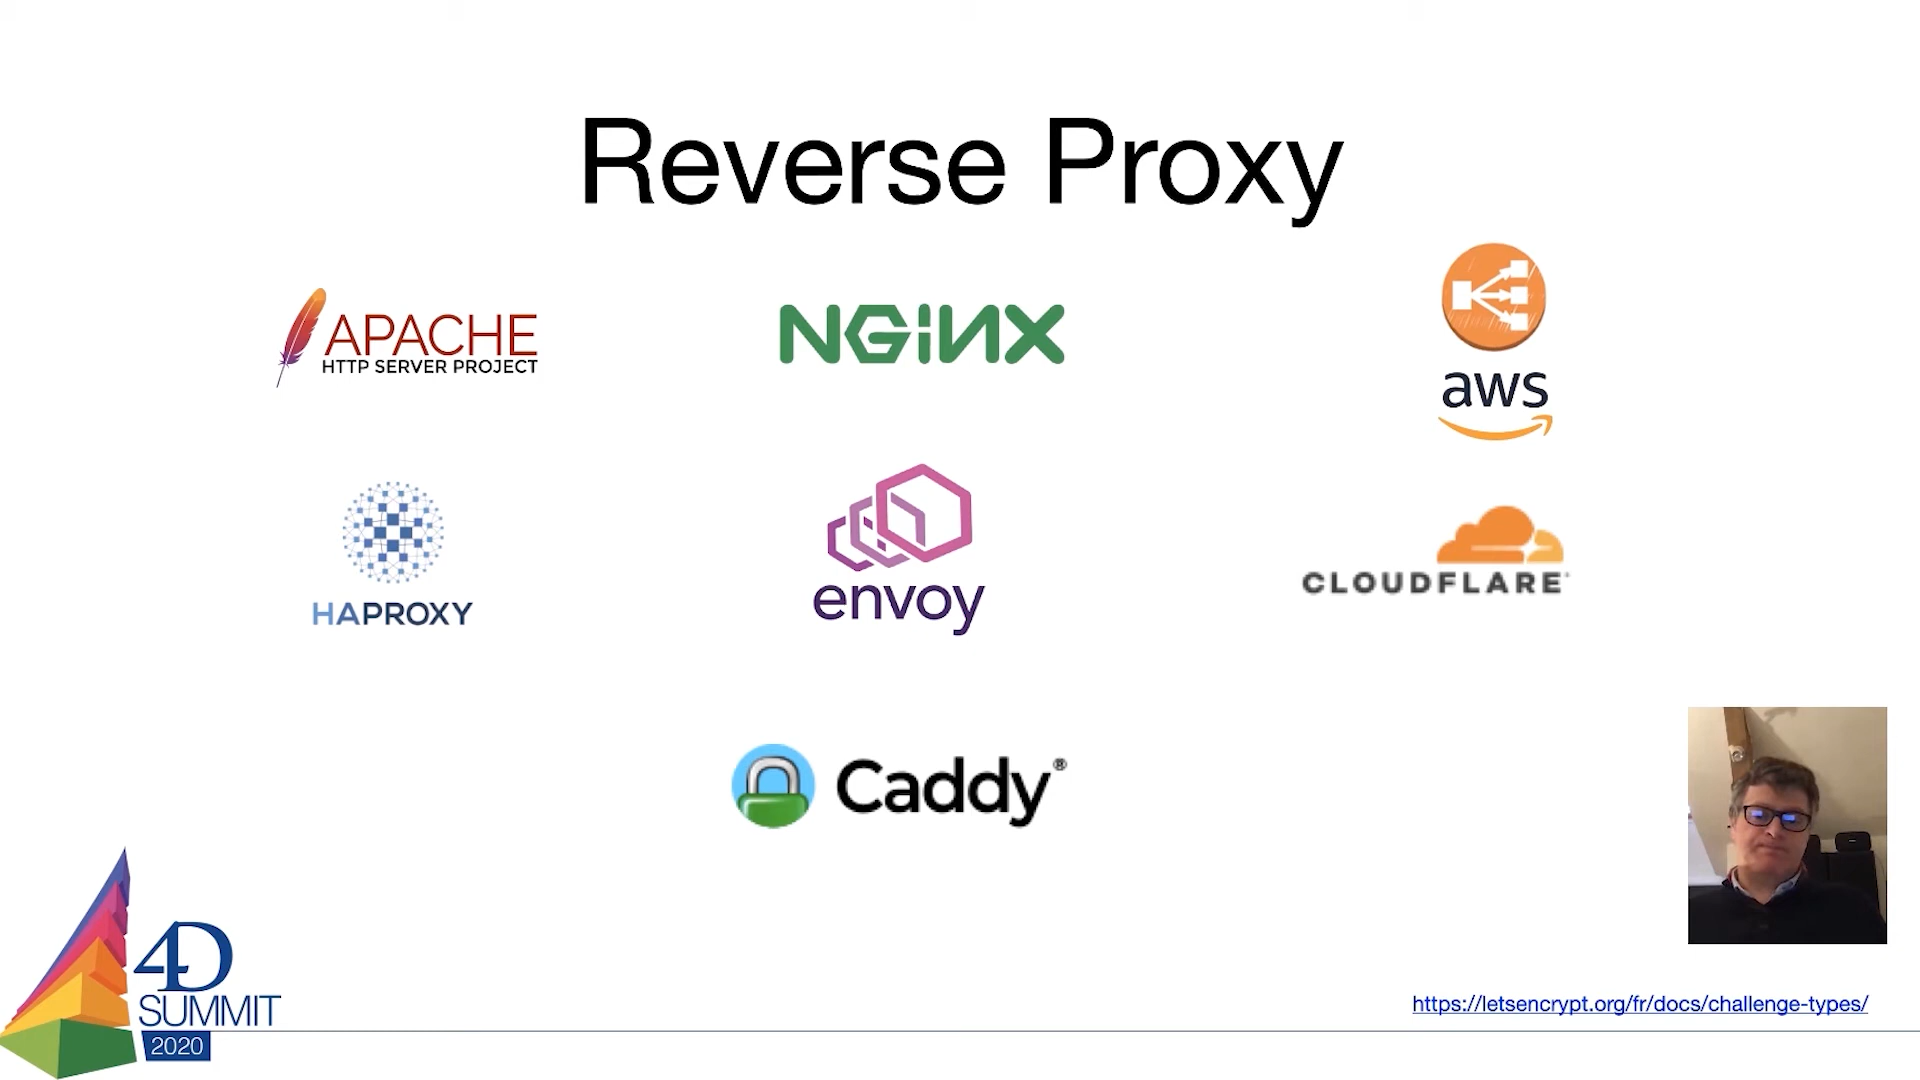 Reverse Proxy
APACHE
HTTP SERVER PROJECT
NGINX
aws
HAPROXY
envoy
CLOUDFLARE
Caddy®
4D
SUMMIT
2020
https://letsencrypt.org/fr/docs/challenge-types/